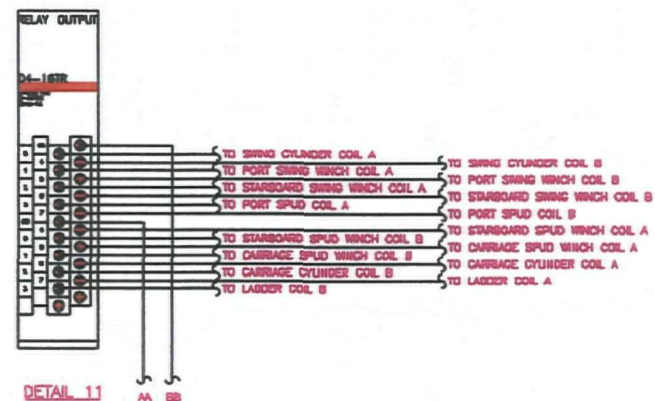 RELAY OUTPUT
D4-16TR
TO SWING CYLINDER COIL A
TO SWING CYLINDER COIL B
TO PORT SWING WINCH COIL A
TO PORT SWING WINCH COIL B
TO STARBOARD SWING WINCH COIL A
TO STARBOARD SWING WINCH COIL B
TO PORT SPUD COIL A
TO PORT SPUD COIL B
TO STARBOARD SPUD WINCH COIL A
TO STARBOARD SPUD WINCH COIL B
TO CARRIAGE SPUD WINCH COIL A
TO CARRIAGE SPUD WINCH COIL B
TO CARRIAGE CYLINDER COIL A
TO CARRIAGE CYLINDER COIL B
TO LADDER COIL A
TO LADDER COIL B
DETAIL 11
AA BB